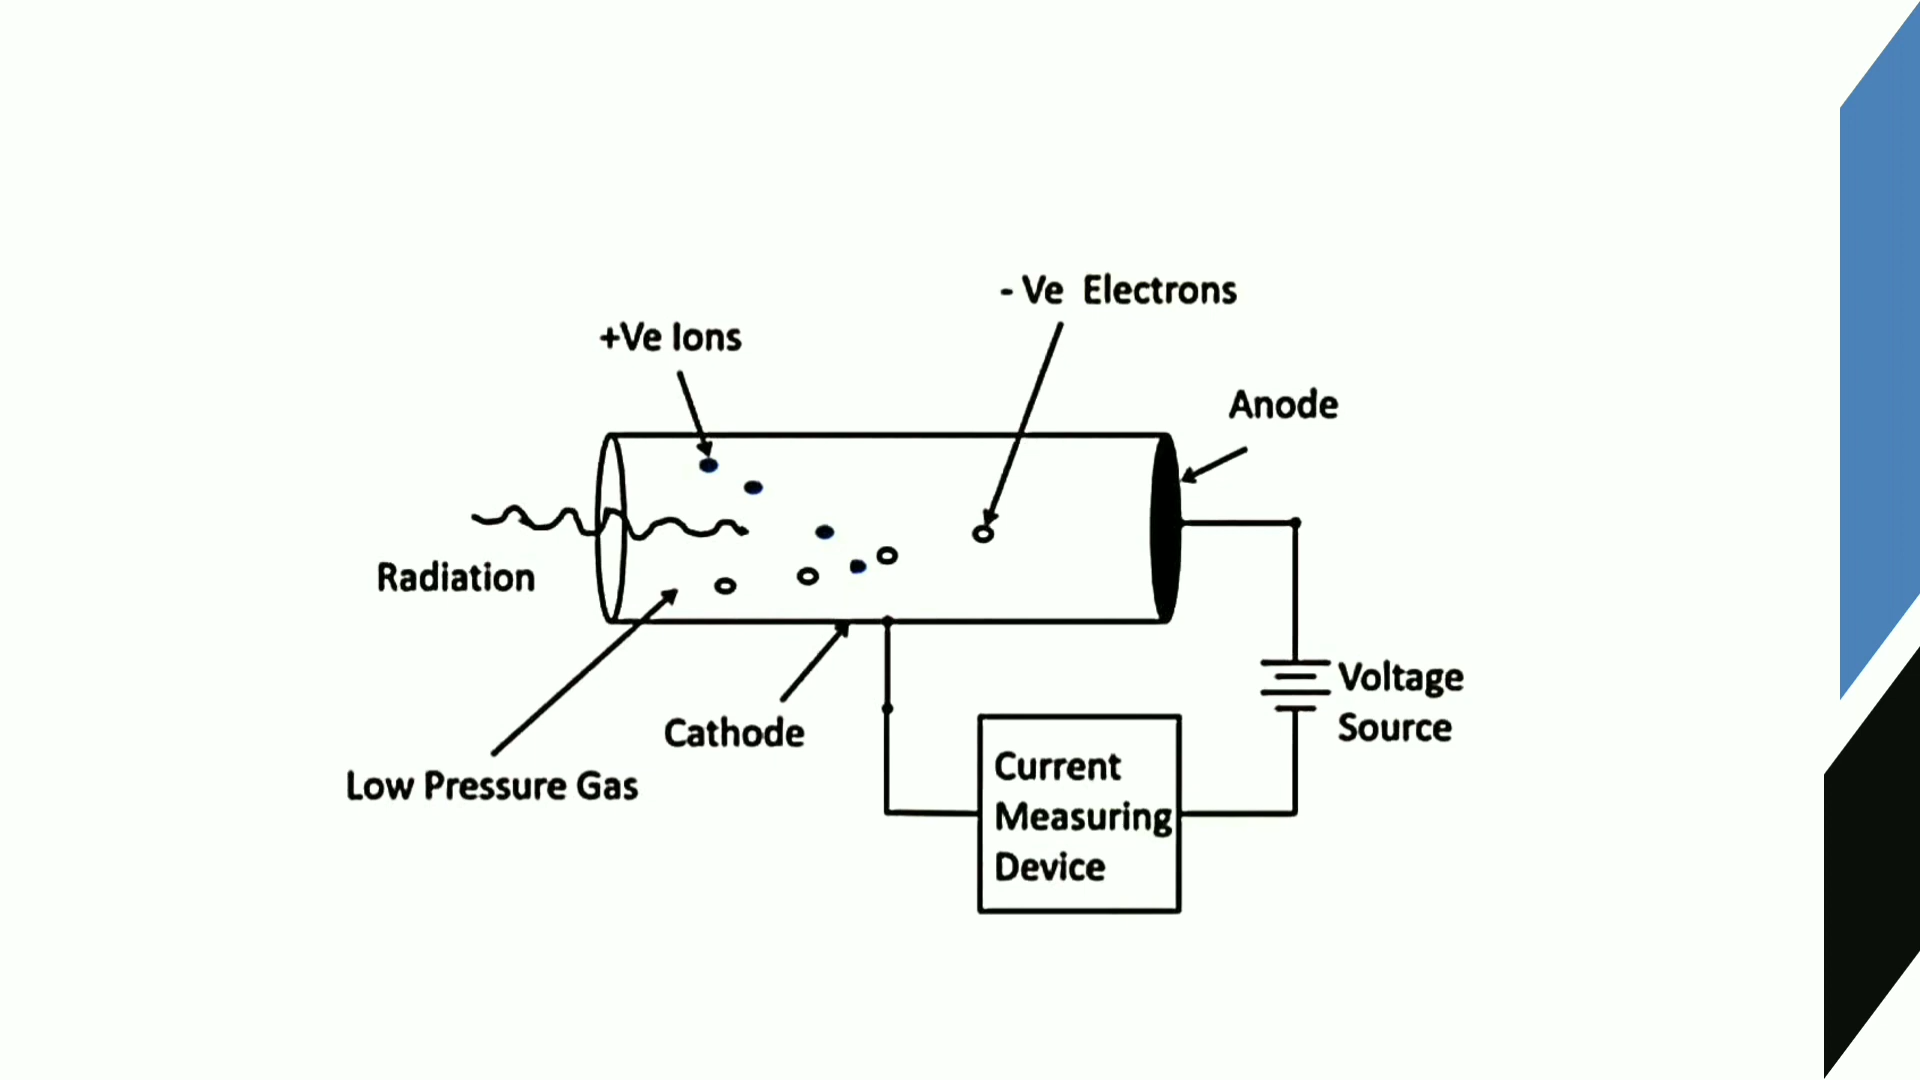 - Ve  Electrons
+Ve Ions
Anode
Radiation
Voltage
Source
Cathode
Low Pressure Gas
Current
Measuring
Device